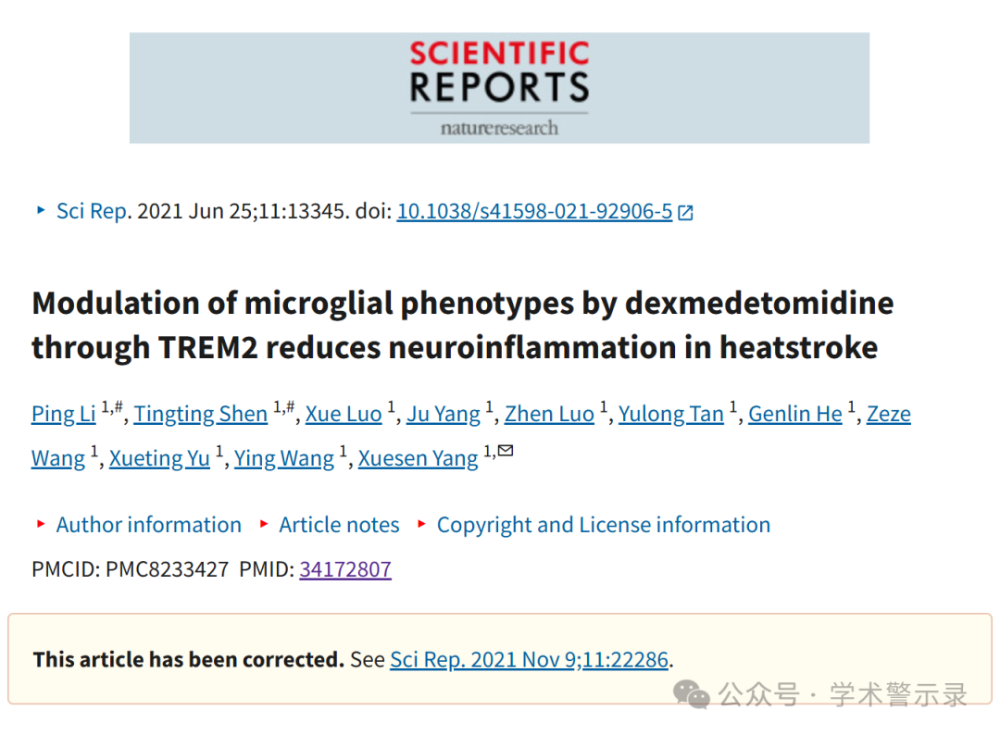 SCIENTIFIC
REPORTS
natureresearch
Sci Rep. 2021 Jun 25;11:13345. doi: 10.1038/s41598-021-92906-5
Modulation of microglial phenotypes by dexmedetomidine
through TREM2 reduces neuroinflammation in heatstroke
Ping Li 1,#, Tingting Shen 1,#, Xue Luo 1, Ju Yang 1, Zhen Luo 1, Yulong Tan 1, Genlin He 1, Zeze
Wang 1, Xueting Yu 1, Ying Wang 1, Xuesen Yang 1,✉
Author information Article notes Copyright and License information
PMCID: PMC8233427 PMID: 34172807
This article has been corrected. See Sci Rep. 2021 Nov 9;11:22286.
公众号 · 学术警示录